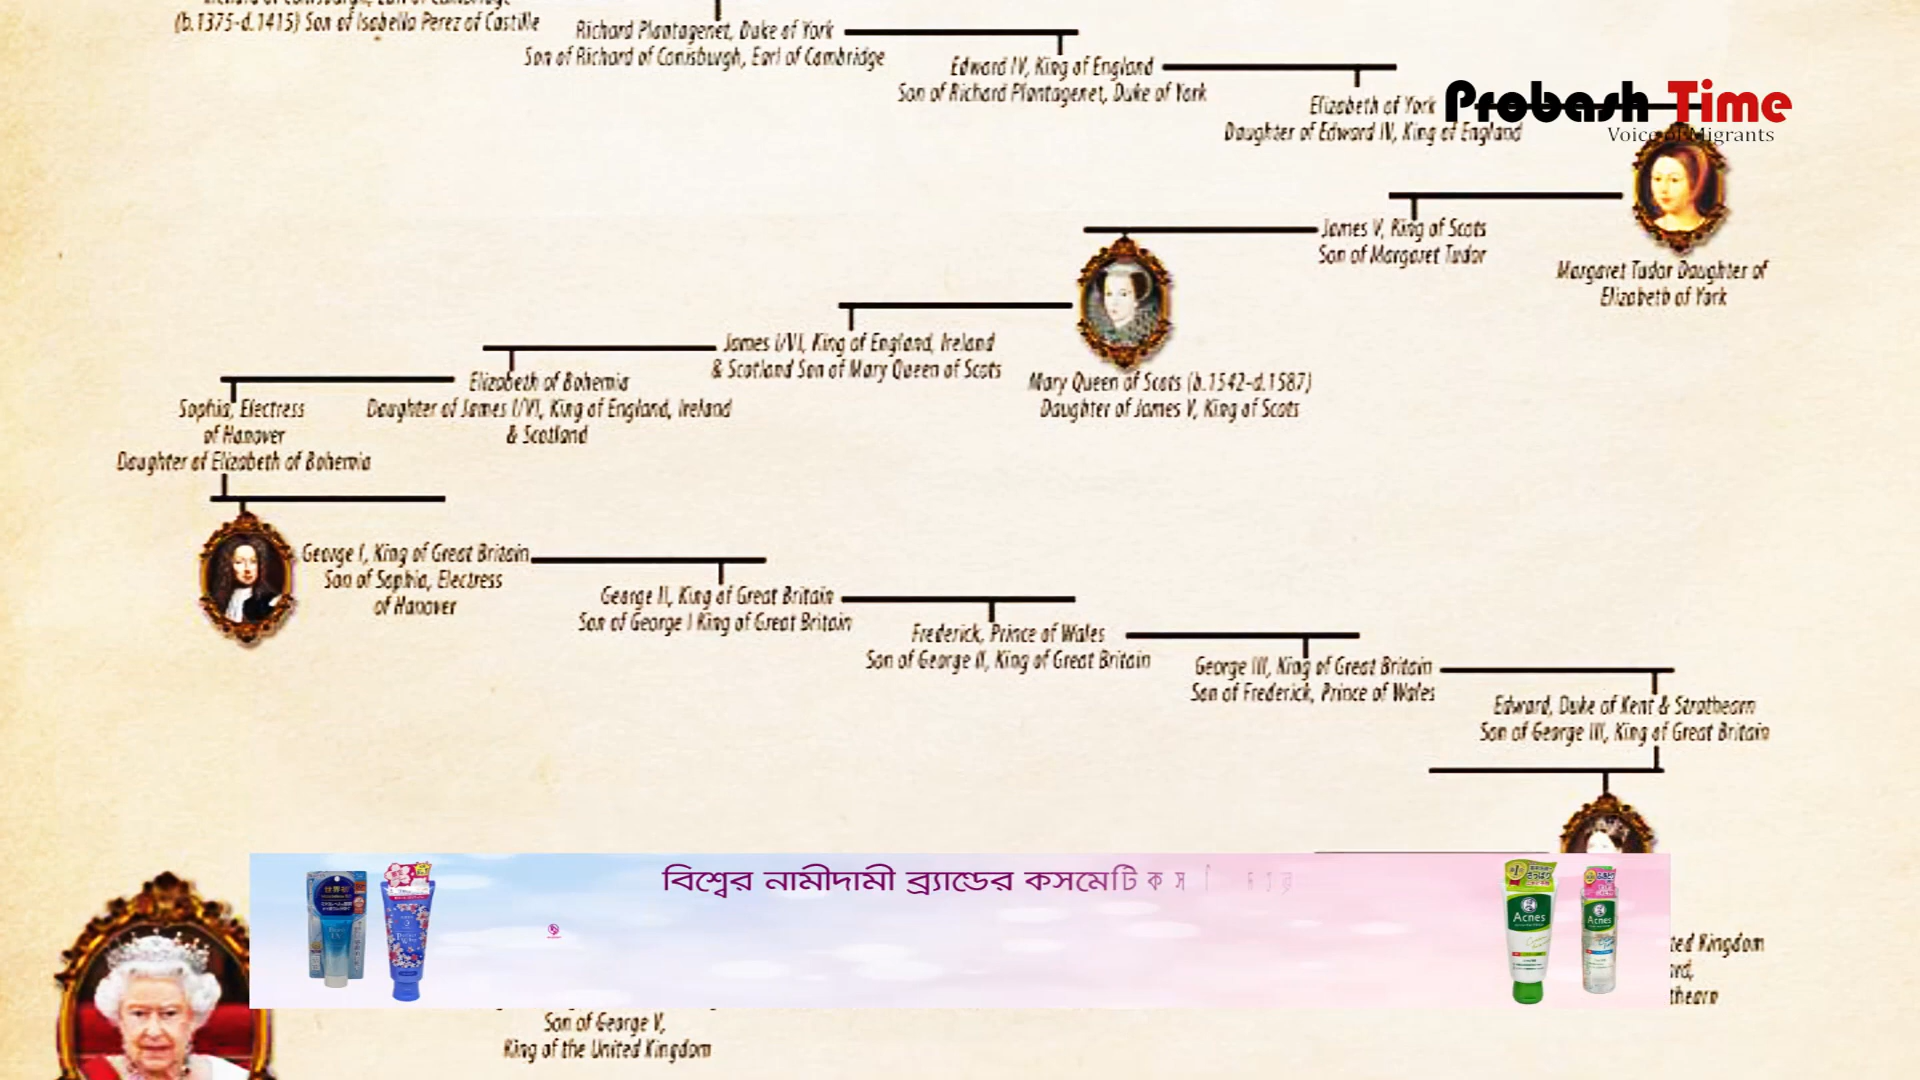 (b.1375-d.1415) Son of Isabella Perez of Castille
Richard Plantagenet, Duke of York
Son of Richard of Conisburgh, Earl of Cambridge
Edward IV, King of England
Son of Richard Plantagenet, Duke of York
Elizabeth of York
Daughter of Edward IV, King of England
Probash Time
Voice of Migrants
Margaret Tudor Daughter of
Elizabeth of York
James V, King of Scots
Son of Margaret Tudor
Mary Queen of Scots (b.1542-d.1587)
Daughter of James V, King of Scots
James I/VI, King of England, Ireland
& Scotland Son of Mary Queen of Scots
Elizabeth of Bohemia
Daughter of James I/VI, King of England, Ireland
& Scotland
Sophia, Electress
of Hanover
Daughter of Elizabeth of Bohemia
George I, King of Great Britain
Son of Sophia, Electress
of Hanover
George II, King of Great Britain
Son of George I King of Great Britain
Frederick, Prince of Wales
Son of George II, King of Great Britain
George III, King of Great Britain
Son of Frederick, Prince of Wales
Edward, Duke of Kent & Strathearn
Son of George III, King of Great Britain
বিশ্বের নামীদামী ব্র্যান্ডের কসমেটিকস
Acnes
Acnes
Kingdom
Son of George V,
King of the United Kingdom